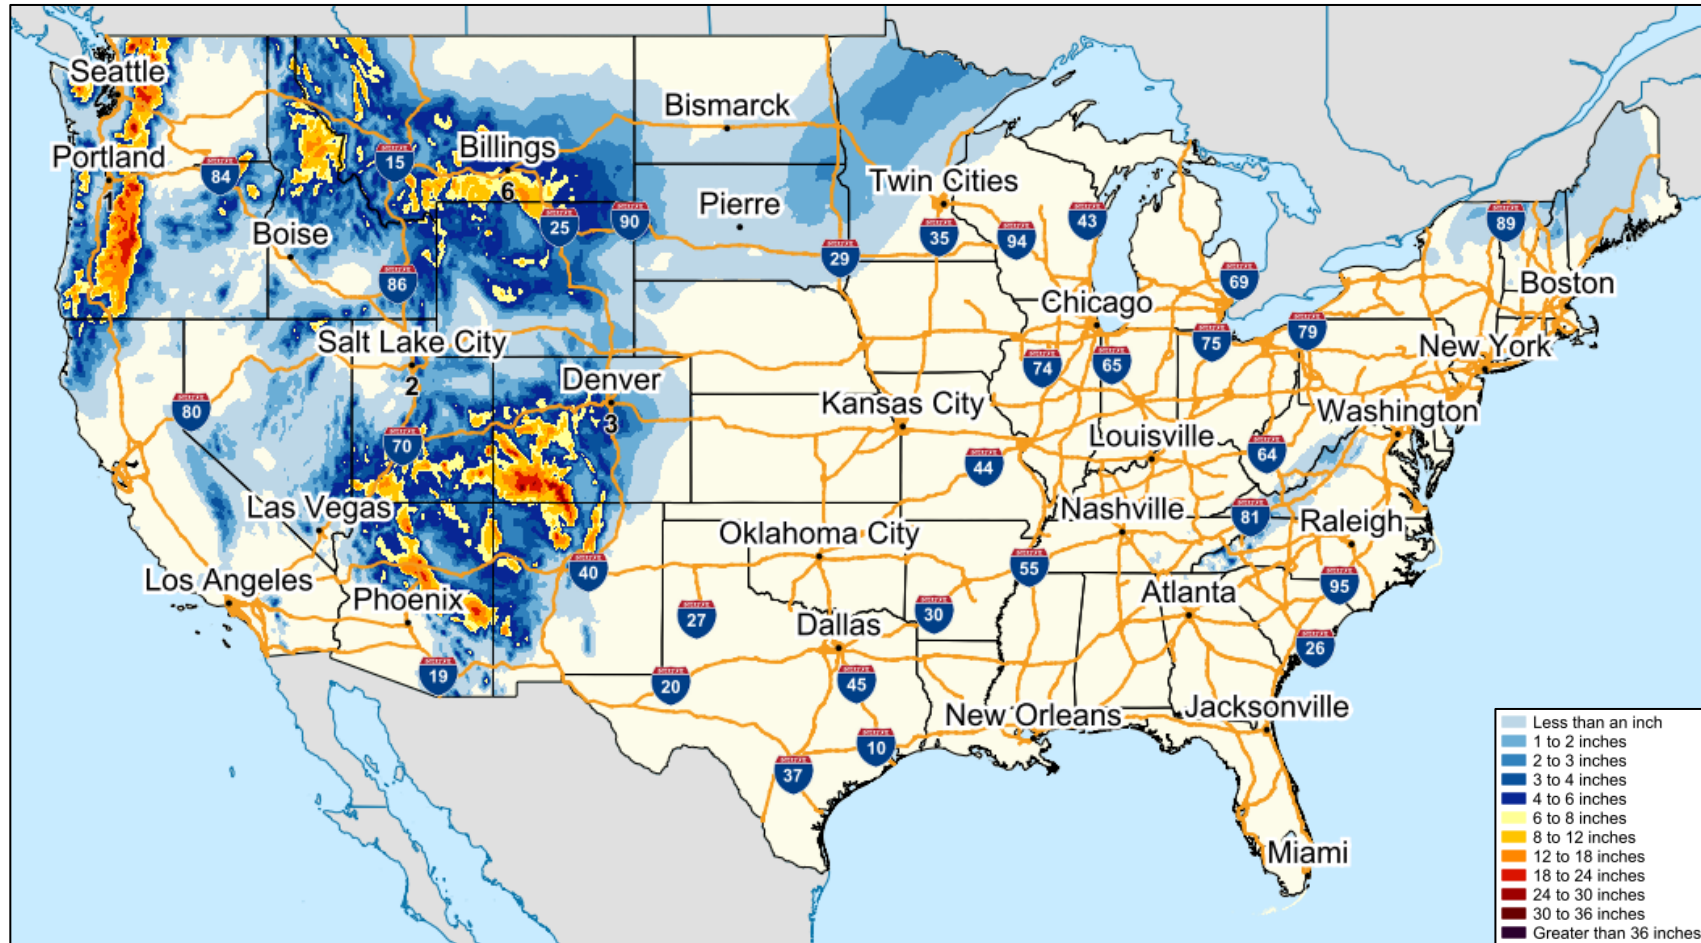 Seattle
Portland
1
84
15
Billings
6
Bismarck
Pierre
Twin Cities
Boise
25
90
29
35
94
43
69
89
Boston
86
Salt Lake City
2
80
70
Denver
3
Chicago
74
65
75
79
New York
Kansas City
Louisville
Washington
64
44
Las Vegas
Nashville
81
Raleigh
Oklahoma City
40
55
95
Los Angeles
Phoenix
27
30
Atlanta
Dallas
26
19
20
45
10
37
New Orleans
Jacksonville
Miami
Less than an inch
1 to 2 inches
2 to 3 inches
3 to 4 inches
4 to 6 inches
6 to 8 inches
8 to 12 inches
12 to 18 inches
18 to 24 inches
24 to 30 inches
30 to 36 inches
Greater than 36 inches